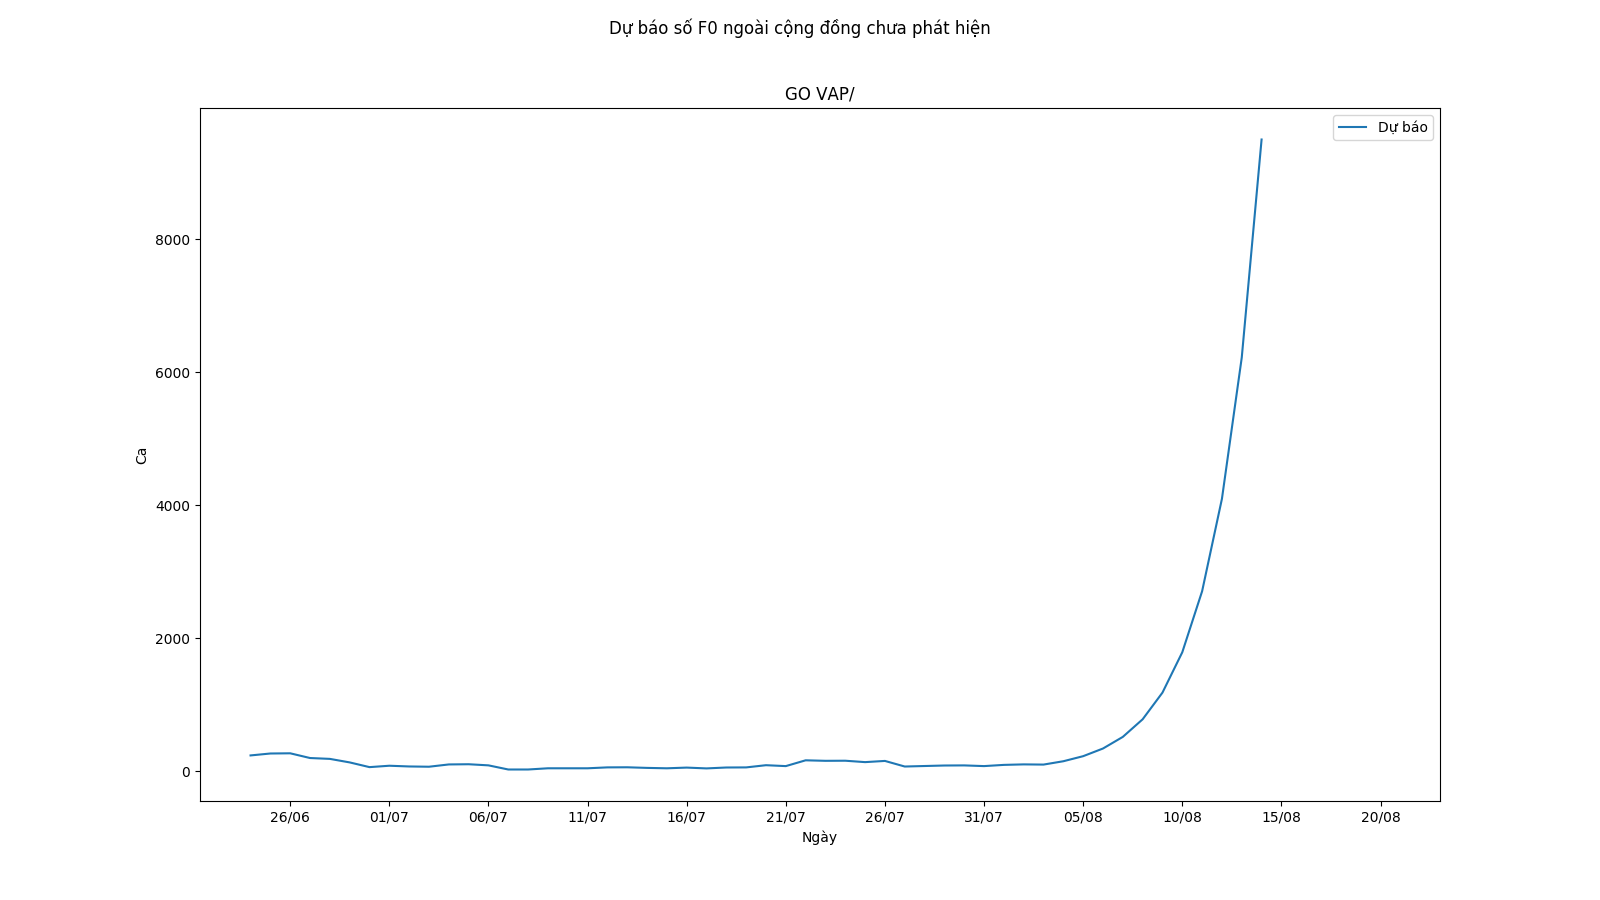 Dự báo số F0 ngoài cộng đồng chưa phát hiện
GO VAP/
Dự báo
8000
6000
4000
2000
0
Ca
26/06 01/07 06/07 11/07 16/07 21/07 26/07 31/07 05/08 10/08 15/08 20/08
Ngày